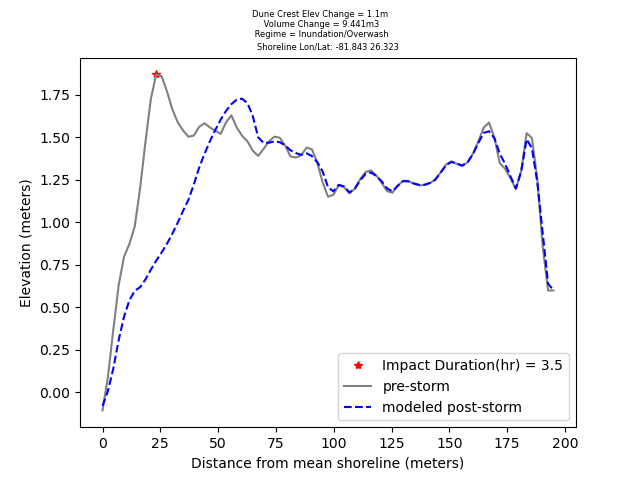 Dune Crest Elev Change = 1.1m
Volume Change = 9.441m3
Regime = Inundation/Overwash
Shoreline Lon/Lat: -81.843 26.323
1.75
1.50
1.25
1.00
0.75
0.50
0.25
0.00
Elevation (meters)
Impact Duration(hr) = 3.5
pre-storm
modeled post-storm
0 25 50 75 100 125 150 175 200
Distance from mean shoreline (meters)